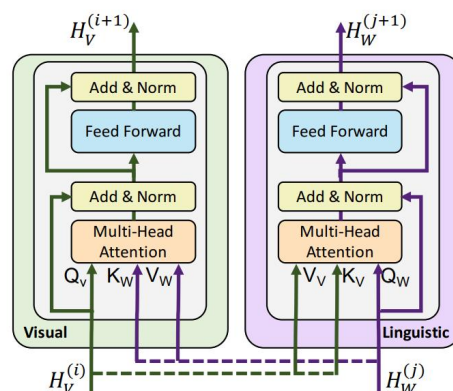 H_V^{(i+1)}
Add & Norm
Feed Forward
Add & Norm
Multi-Head
Attention
Q_v K_W V_W
Visual
H_V^{(i)}
H_W^{(j+1)}
Add & Norm
Feed Forward
Add & Norm
Multi-Head
Attention
V_V K_V Q_W
Linguistic
H_W^{(j)}